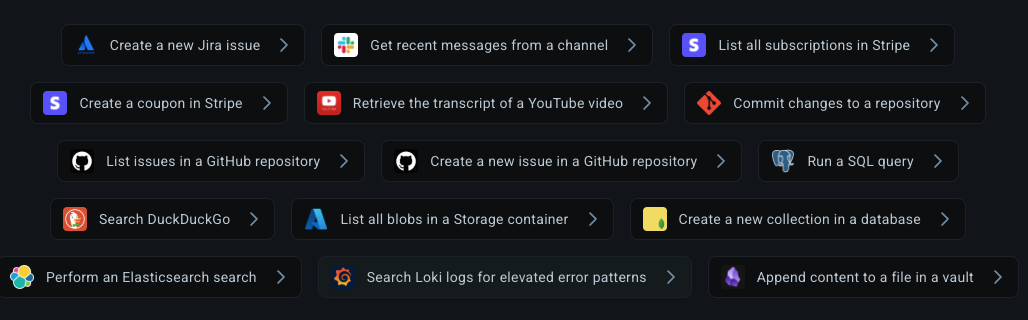 Create a new Jira issue
Get recent messages from a channel
List all subscriptions in Stripe
Create a coupon in Stripe
Retrieve the transcript of a YouTube video
Commit changes to a repository
List issues in a GitHub repository
Create a new issue in a GitHub repository
Run a SQL query
Search DuckDuckGo
List all blobs in a Storage container
Create a new collection in a database
Perform an Elasticsearch search
Search Loki logs for elevated error patterns
Append content to a file in a vault